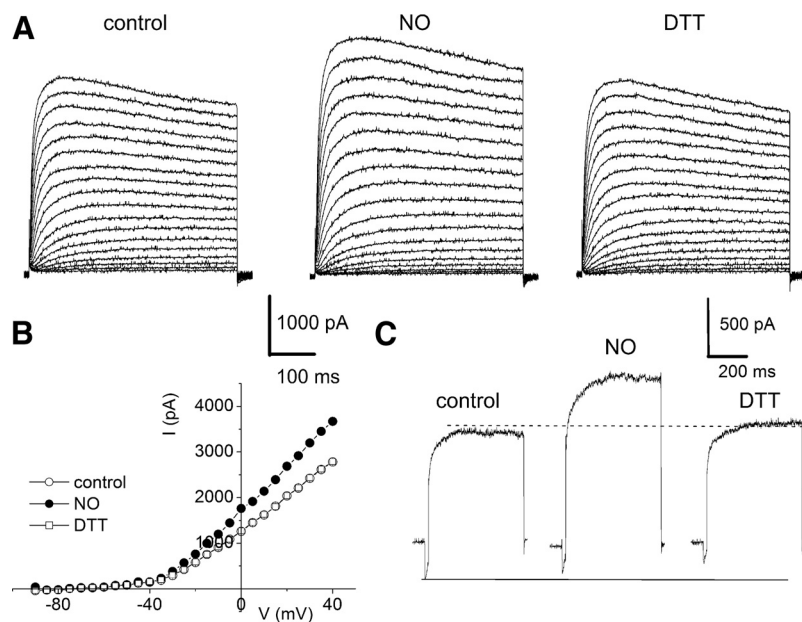 A
control
NO
DTT
1000 pA
100 ms
B
I (pA)
4000
3000
2000
1000
control
NO
DTT
-80
-40
0
40
V (mV)
C
500 pA
200 ms
control
NO
DTT